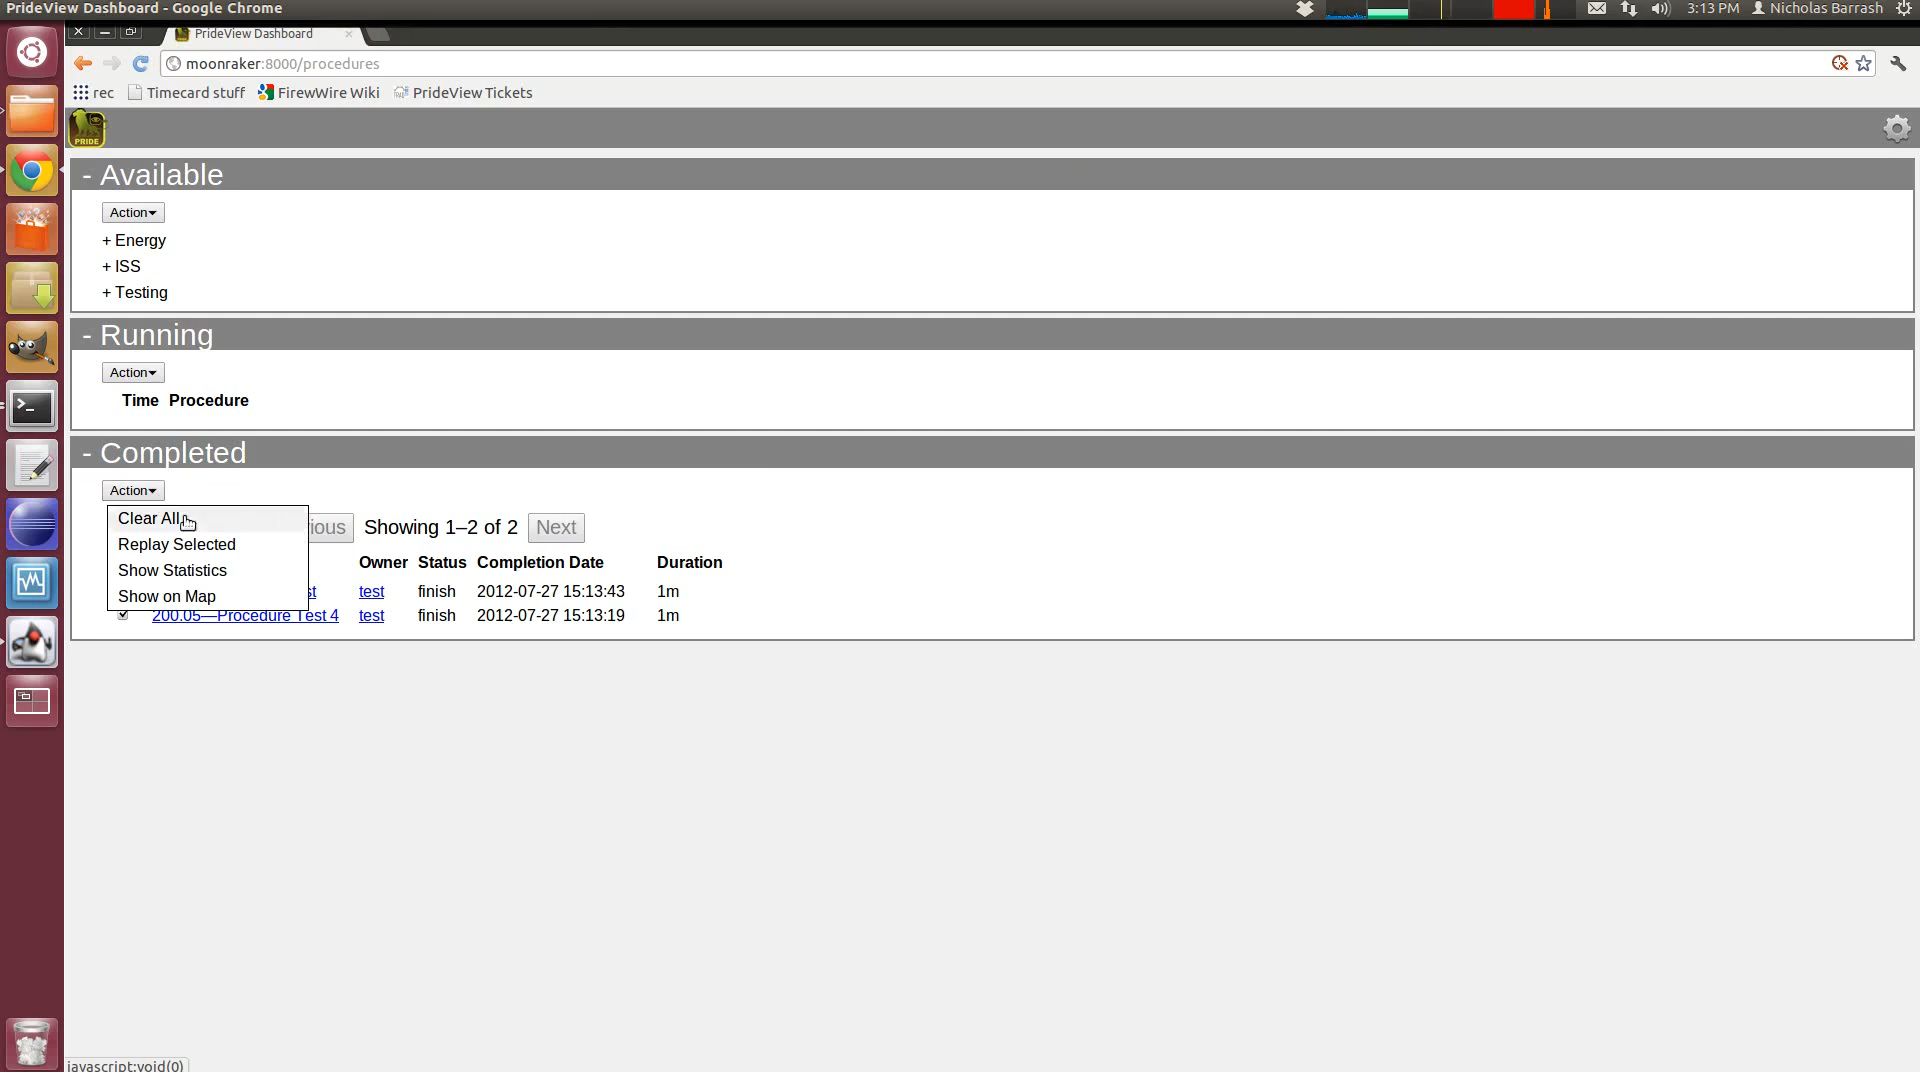 PrideView Dashboard - Google Chrome
3:13 PM Nicholas Barrash
PrideView Dashboard
moonraker:8000/procedures
rec Timecard stuff FirewWire Wiki PrideView Tickets
PRIDE
- Available
Action
+ Energy
+ ISS
+ Testing
- Running
Action
Time Procedure
- Completed
Action
Clear All
Replay Selected
Show Statistics
Show on Map
ious Showing 1–2 of 2 Next
Owner Status Completion Date Duration
st test finish 2012-07-27 15:13:43 1m
200.05—Procedure Test 4 test finish 2012-07-27 15:13:19 1m
javascript:void(0)